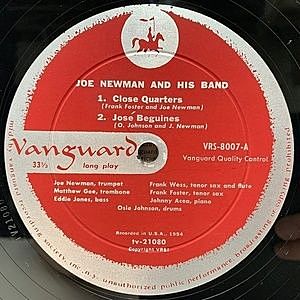 JOE NEWMAN AND HIS BAND
1. Close Quarters
(Frank Foster and Joe Newman)
2. José Beguines
(O. Johnson and J. Newman)
Vanguard
VRS-8007-A
33⅓ long play
Vanguard Quality Control
Joe Newman, trumpet
Frank Wess, tenor sax and flute
Matthew Gee, trombone
Frank Foster, tenor sax
Eddie Jones, bass
Johnny Acea, piano
Osie Johnson, drums
Recorded in U.S.A., 1954
tv-21080
Copyright VRS